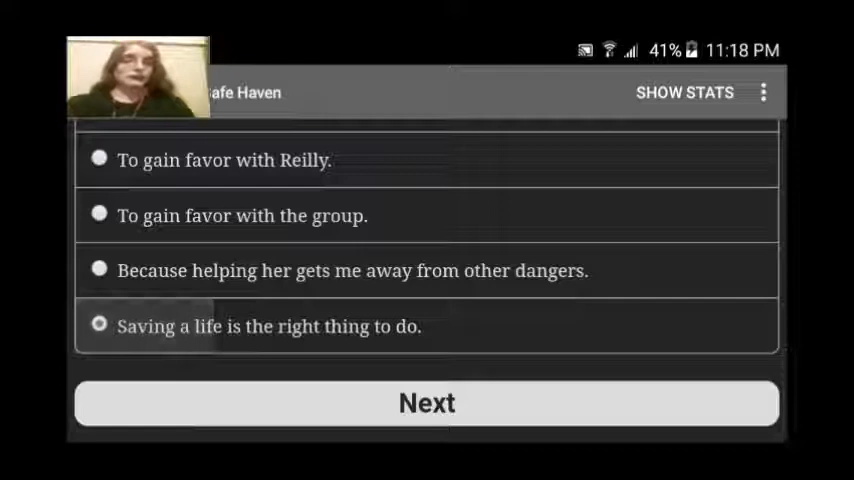 41% 11:18 PM
afe Haven SHOW STATS
To gain favor with Reilly.
To gain favor with the group.
Because helping her gets me away from other dangers.
Saving a life is the right thing to do.
Next